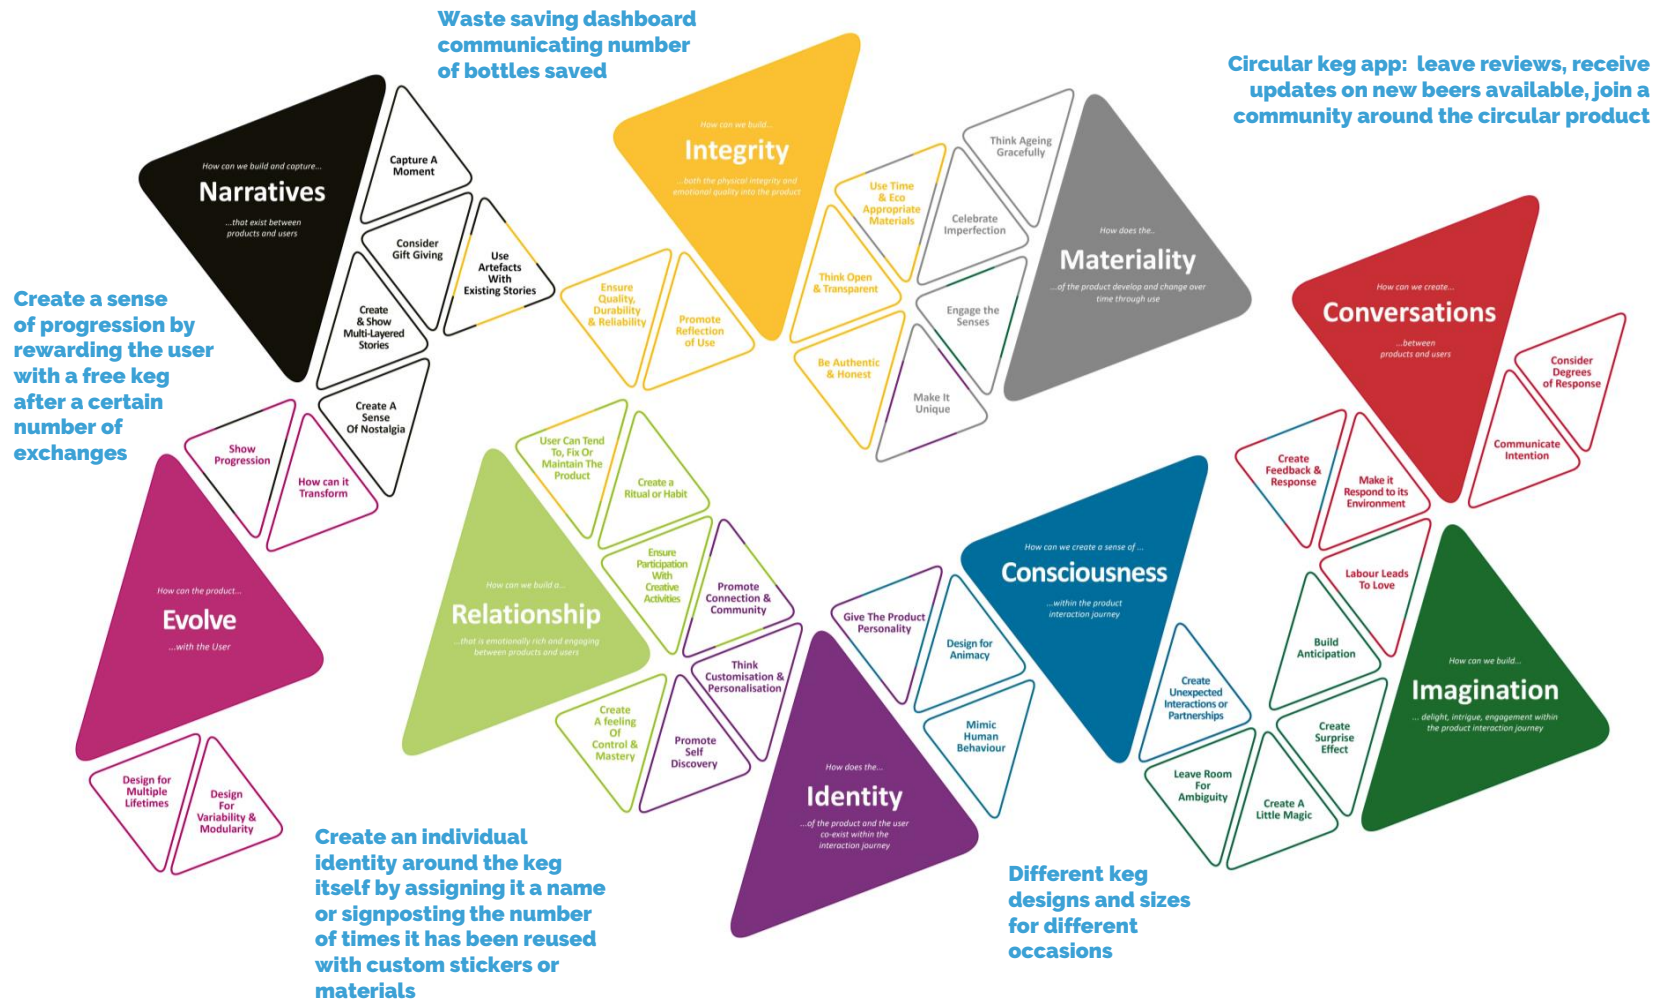 Waste saving dashboard
communicating number
of bottles saved
Circular keg app:  leave reviews, receive
updates on new beers available, join a
community around the circular product
How can we build and capture...
Narratives
...that exist between
products and users
Capture A
Moment
Consider
Gift Giving
Use
Artefacts
With
Existing Stories
Create
& Show
Multi-Layered
Stories
Create A
Sense
Of Nostalgia
How can we build...
Integrity
...both the physical integrity and
emotional quality into the product
Ensure
Quality,
Durability
& Reliability
Promote
Reflection
of Use
Use Time
& Eco
Appropriate
Materials
Think Open
& Transparent
Be Authentic
& Honest
Think Ageing
Gracefully
Celebrate
Imperfection
Engage the
Senses
Make It
Unique
How does the..
Materiality
...of the product develop and change over
time through use
How can we create...
Conversations
...between
products and users
Consider
Degrees
of Response
Communicate
Intention
Create
Feedback &
Response
Make it
Respond to its
Environment
Labour Leads
To Love
Create a sense
of progression by
rewarding the user
with a free keg
after a certain
number of
exchanges
Show
Progression
How can it
Transform
How can the product...
Evolve
...with the User
Design for
Multiple
Lifetimes
Design
For
Variability &
Modularity
User Can Tend
To, Fix Or
Maintain The
Product
Create a
Ritual or Habit
Ensure
Participation
With
Creative
Activities
How can we build a...
Relationship
...that is emotionally rich and engaging
between products and users
Create
A feeling
Of
Control &
Mastery
Promote
Connection &
Community
Think
Customisation &
Personalisation
Promote
Self
Discovery
Give The Product
Personality
How does the...
Identity
...of the product and the user
co-exist within the
interaction journey
How can we create a sense of ...
Consciousness
...within the product
interaction journey
Design for
Animacy
Mimic
Human
Behaviour
Create
Unexpected
Interactions or
Partnerships
Build
Anticipation
How can we build...
Imagination
... delight, intrigue, engagement within
the product interaction journey
Create
Surprise
Effect
Leave Room
For
Ambiguity
Create A
Little Magic
Create an individual
identity around the keg
itself by assigning it a name
or signposting the number
of times it has been reused
with custom stickers or
materials
Different keg
designs and sizes
for different
occasions